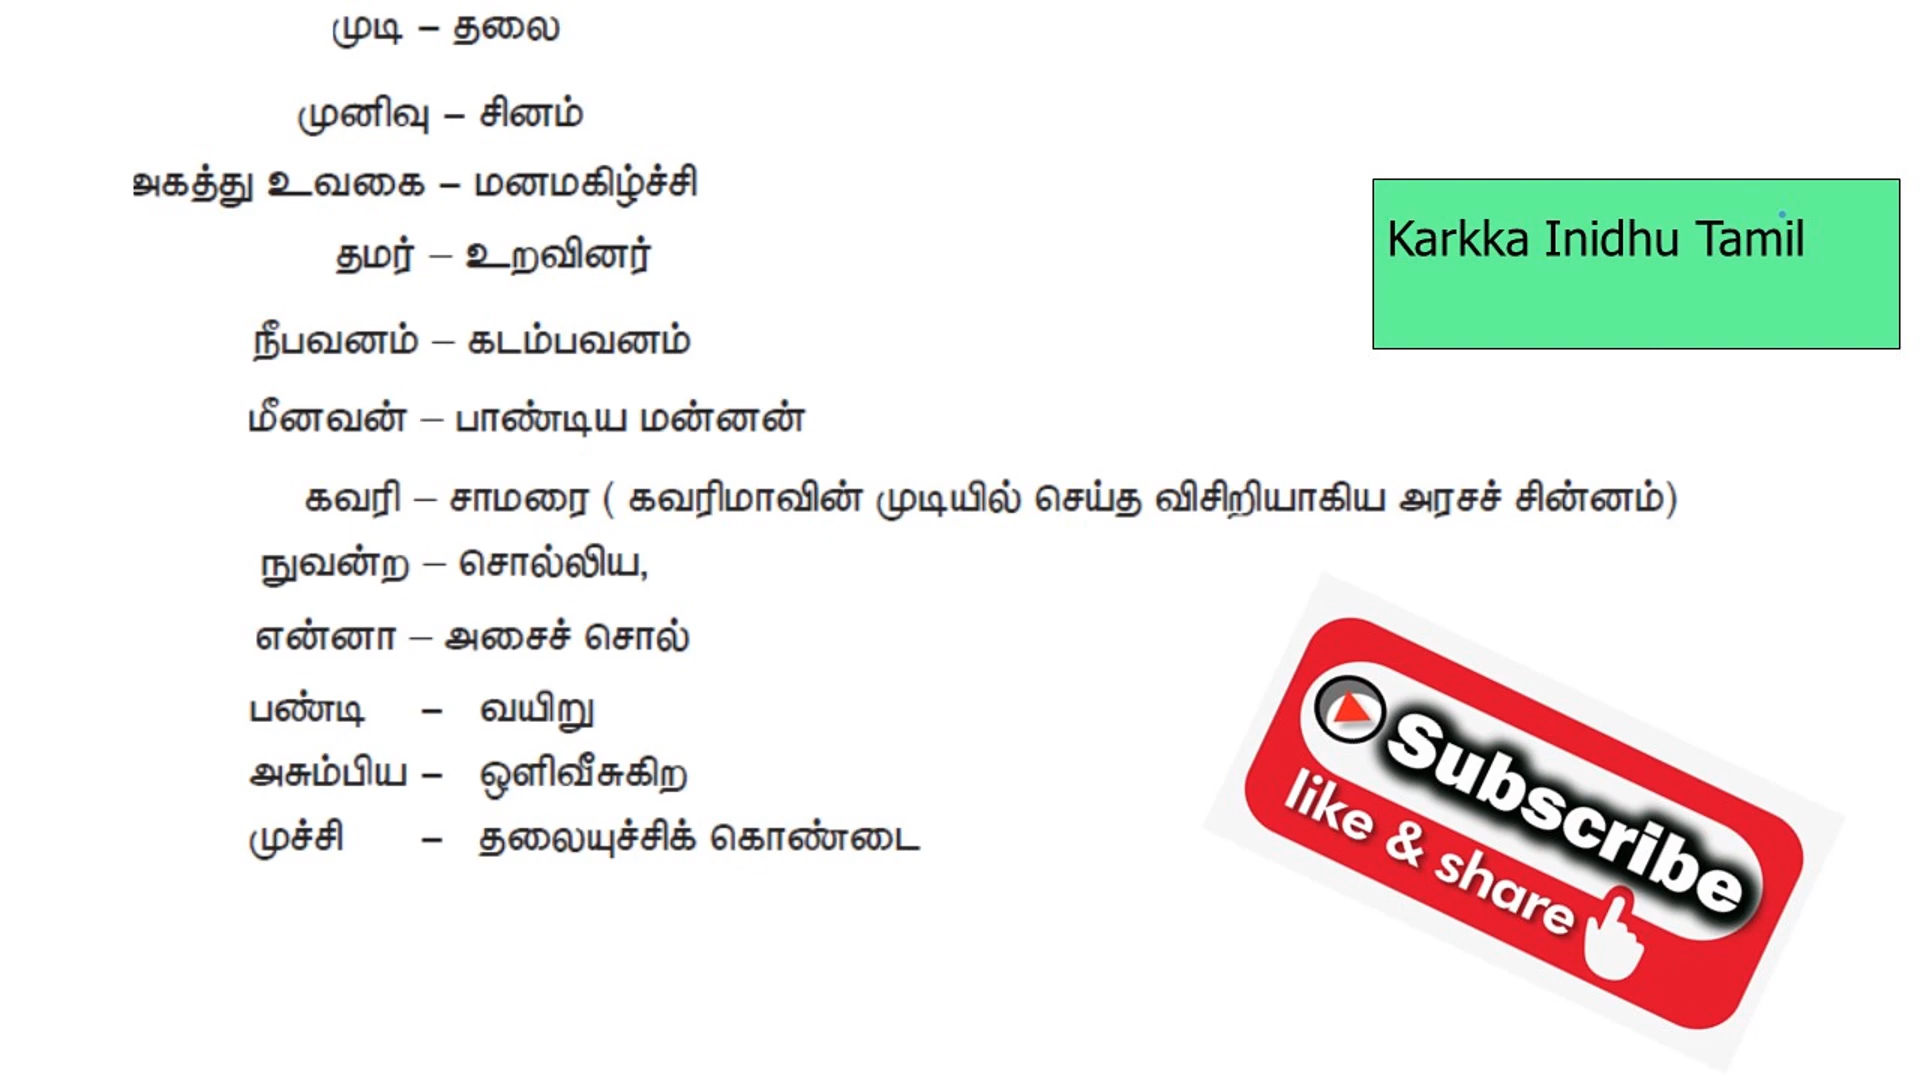 முடி – தலை
முனிவு – சினம்
அகத்து உவகை – மனமகிழ்ச்சி
தமர் – உறவினர்
நீபவனம் – கடம்பவனம்
மீனவன் – பாண்டிய மன்னன்
கவரி – சாமரை ( கவரிமாவின் முடியில் செய்த விசிறியாகிய அரசச் சின்னம்)
நுவன்ற – சொல்லிய,
என்னா – அசைச் சொல்
பண்டி – வயிறு
அசும்பிய – ஒளிவீசுகிற
முச்சி – தலையுச்சிக் கொண்டை
Karkka Inidhu Tamil
Subscribe
like & share